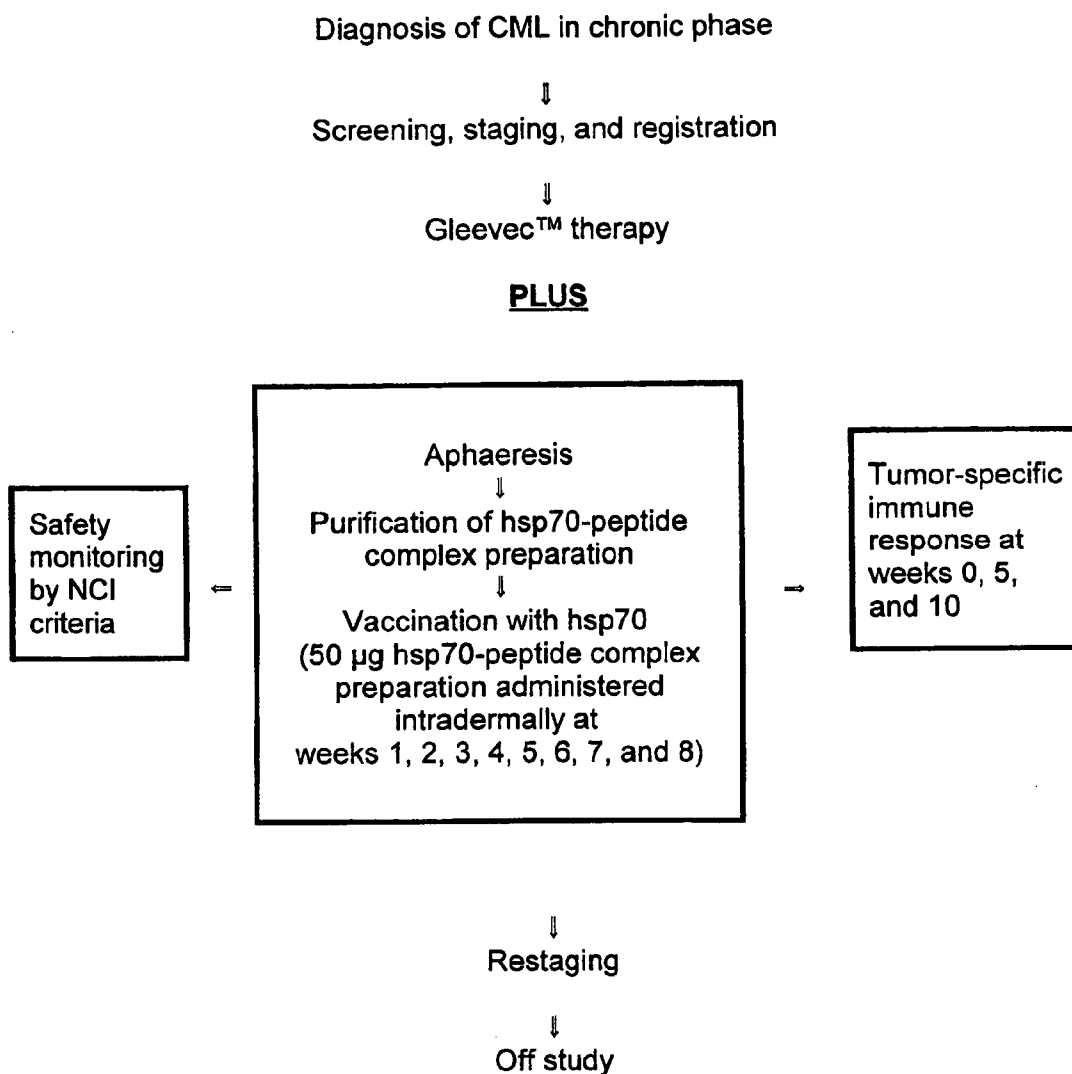 Diagnosis of CML in chronic phase
⇓
Screening, staging, and registration
⇓
Gleevec™ therapy
PLUS
Aphaeresis
⇓
Purification of hsp70-peptide
complex preparation
⇓
Vaccination with hsp70
(50 µg hsp70-peptide complex
preparation administered
intradermally at
weeks 1, 2, 3, 4, 5, 6, 7, and 8)
⇐
Safety
monitoring
by NCI
criteria
⇒
Tumor-specific
immune
response at
weeks 0, 5,
and 10
⇓
Restaging
⇓
Off study